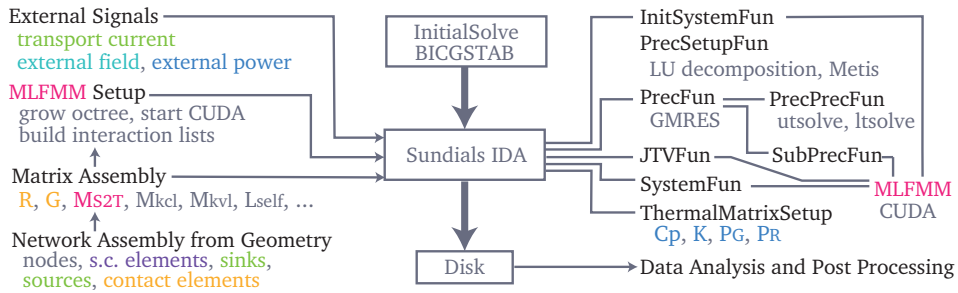 External Signals
transport current
external field, external power
MLFMM Setup
grow octree, start CUDA
build interaction lists
Matrix Assembly
R, G, MS2T, Mkcl, Mkvl, Lself, ...
Network Assembly from Geometry
nodes, s.c. elements, sinks,
sources, contact elements
InitialSolve
BICGSTAB
Sundials IDA
Disk
InitSystemFun
PrecSetupFun
LU decomposition, Metis
PrecFun
GMRES
PrecPrecFun
utsolve, ltsolve
JTVFun
SubPrecFun
SystemFun
MLFMM
CUDA
ThermalMatrixSetup
Cp, K, PG, PR
Data Analysis and Post Processing